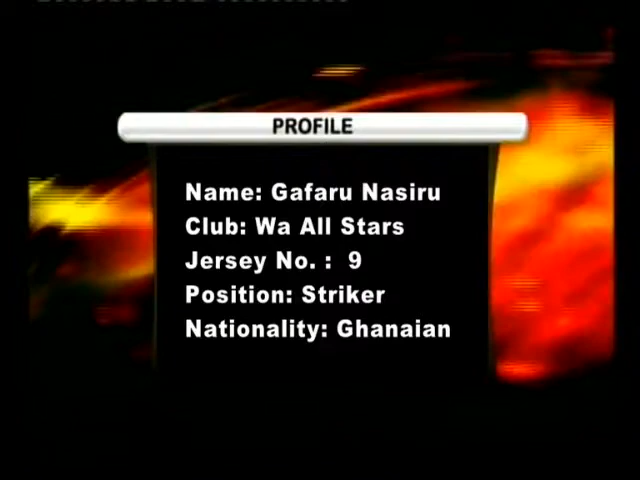 PROFILE
Name: Gafaru Nasiru
Club: Wa All Stars
Jersey No. : 9
Position: Striker
Nationality: Ghanaian